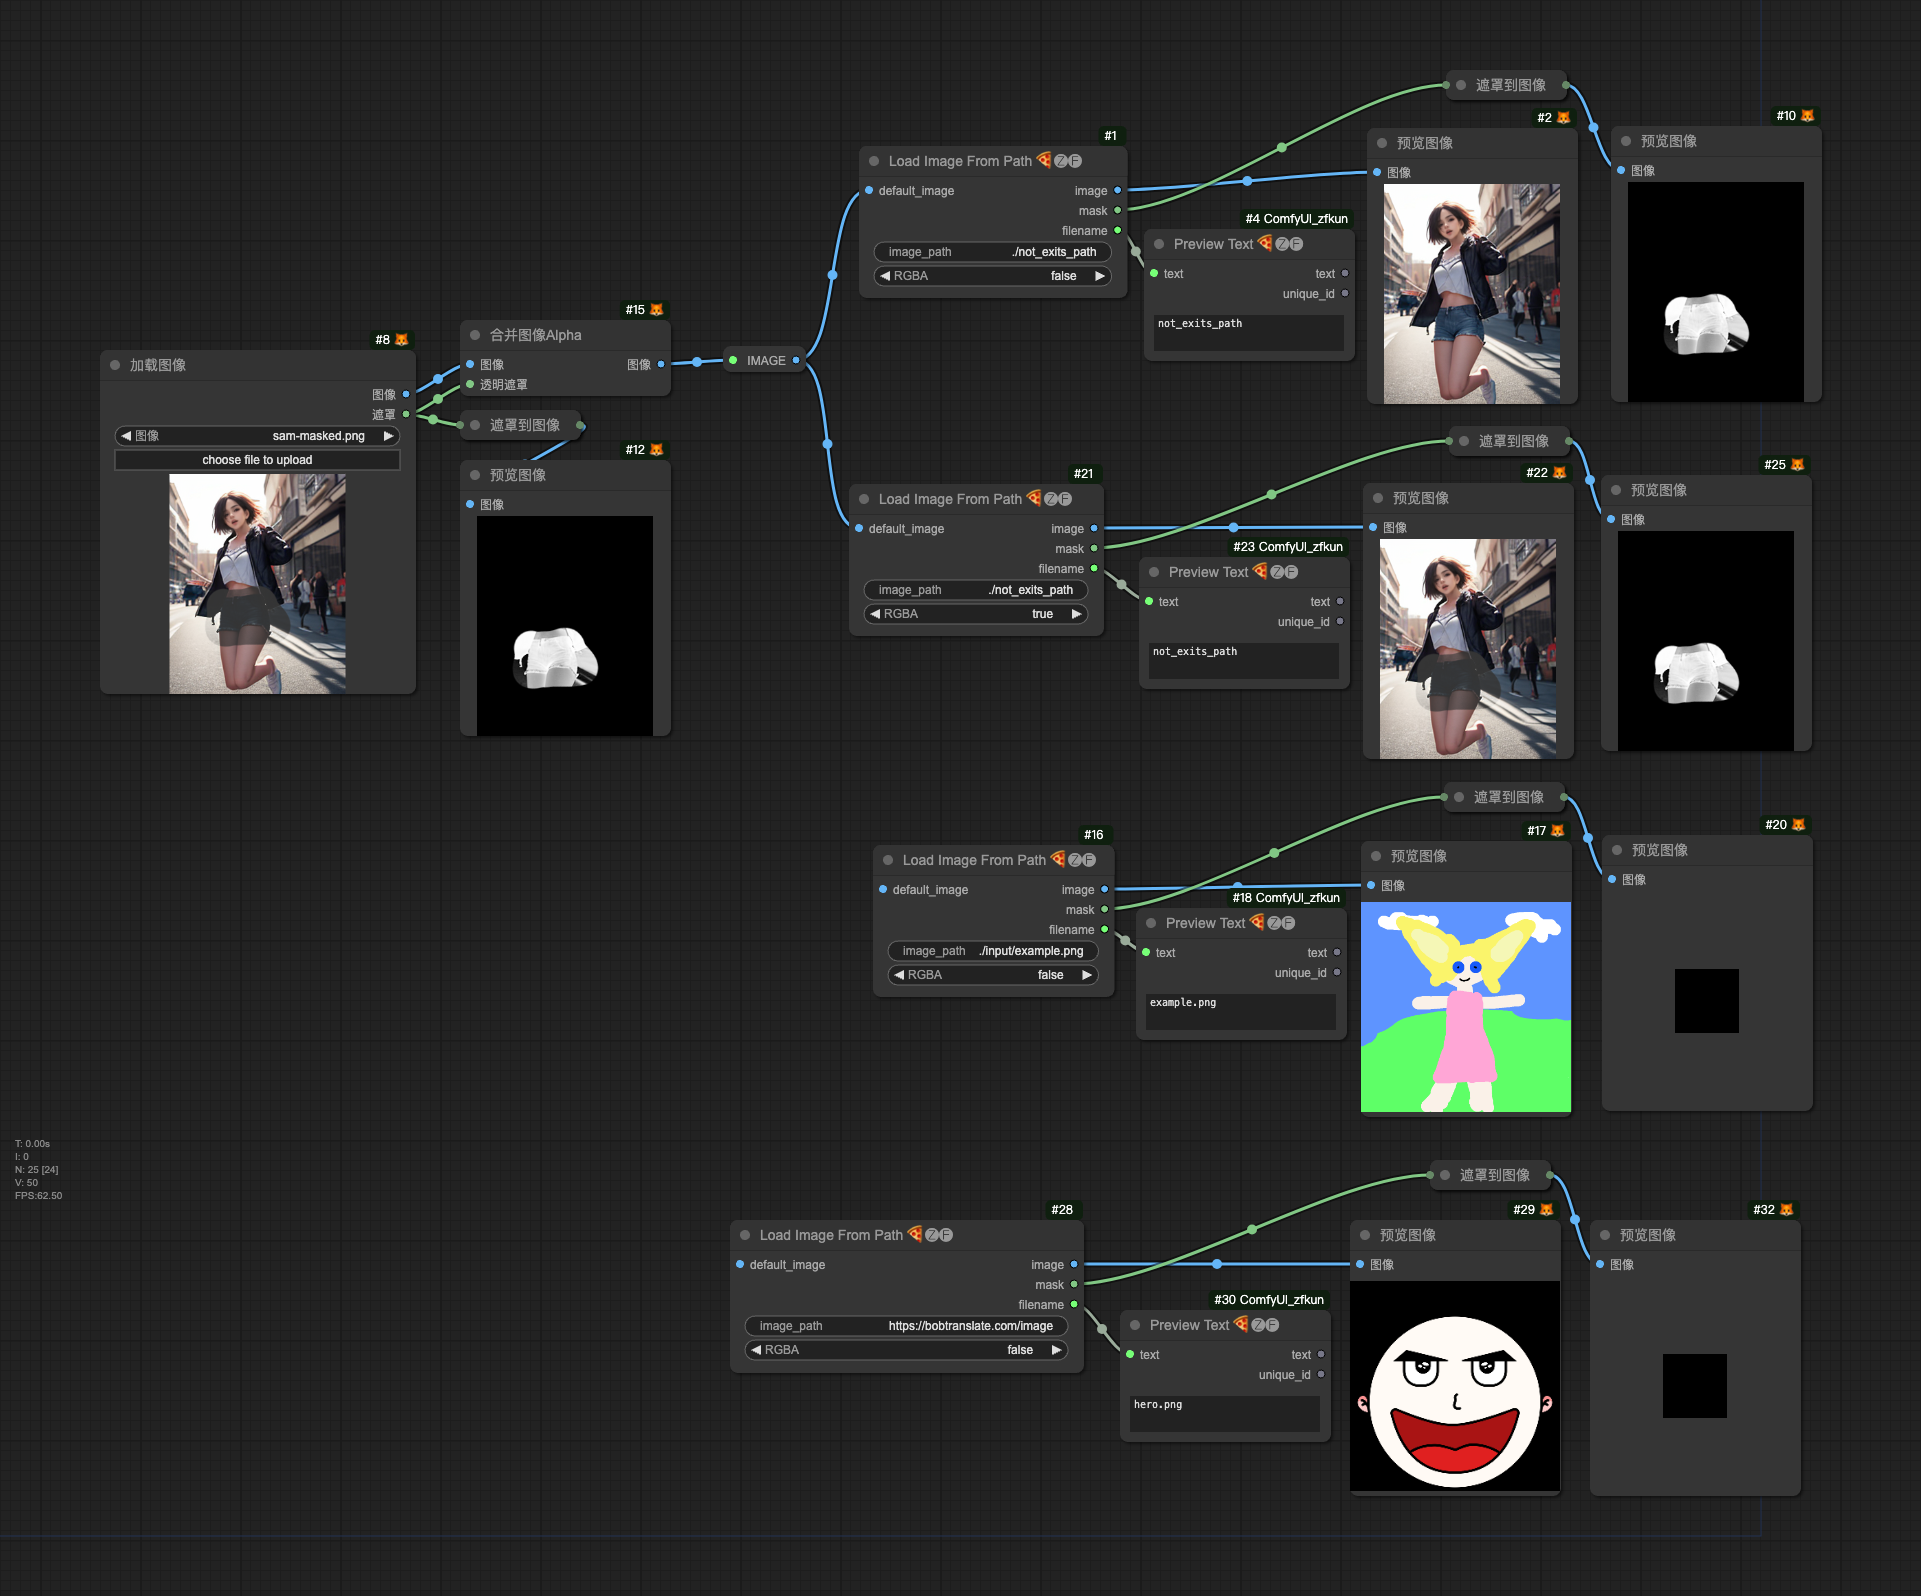 #8
加载图像
图像
遮罩
图像 sam-masked.png
choose file to upload
#15
合并图像Alpha
图像 图像
透明遮罩
遮罩到图像
#12
预览图像
图像
IMAGE
#1
Load Image From Path ZF
default_image image
mask
filename
image_path ./not_exits_path
RGBA false
#4 ComfyUI_zfkun
Preview Text ZF
text text
unique_id
not_exits_path
遮罩到图像
#2
预览图像
图像
#10
预览图像
图像
#21
Load Image From Path ZF
default_image image
mask
filename
image_path ./not_exits_path
RGBA true
#23 ComfyUI_zfkun
Preview Text ZF
text text
unique_id
not_exits_path
遮罩到图像
#22
预览图像
图像
#25
预览图像
图像
#16
Load Image From Path ZF
default_image image
mask
filename
image_path ./input/example.png
RGBA false
#18 ComfyUI_zfkun
Preview Text ZF
text text
unique_id
example.png
遮罩到图像
#17
预览图像
图像
#20
预览图像
图像
T: 0.00s
I: 0
N: 25 [24]
V: 50
FPS:62.50
#28
Load Image From Path ZF
default_image image
mask
filename
image_path https://bobtranslate.com/image
RGBA false
#30 ComfyUI_zfkun
Preview Text ZF
text text
unique_id
hero.png
遮罩到图像
#29
预览图像
图像
#32
预览图像
图像